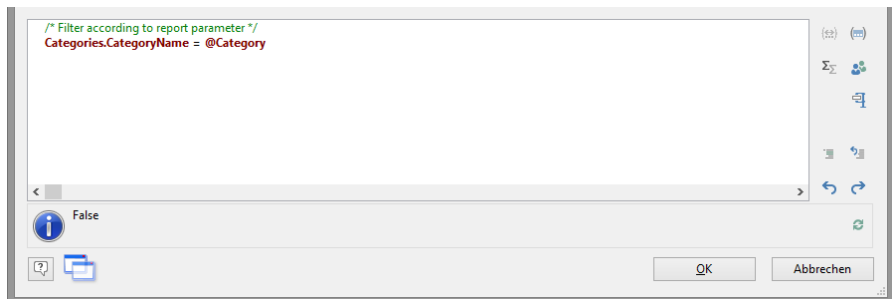 /* Filter according to report parameter */
Categories.CategoryName = @Category
False
OK
Abbrechen